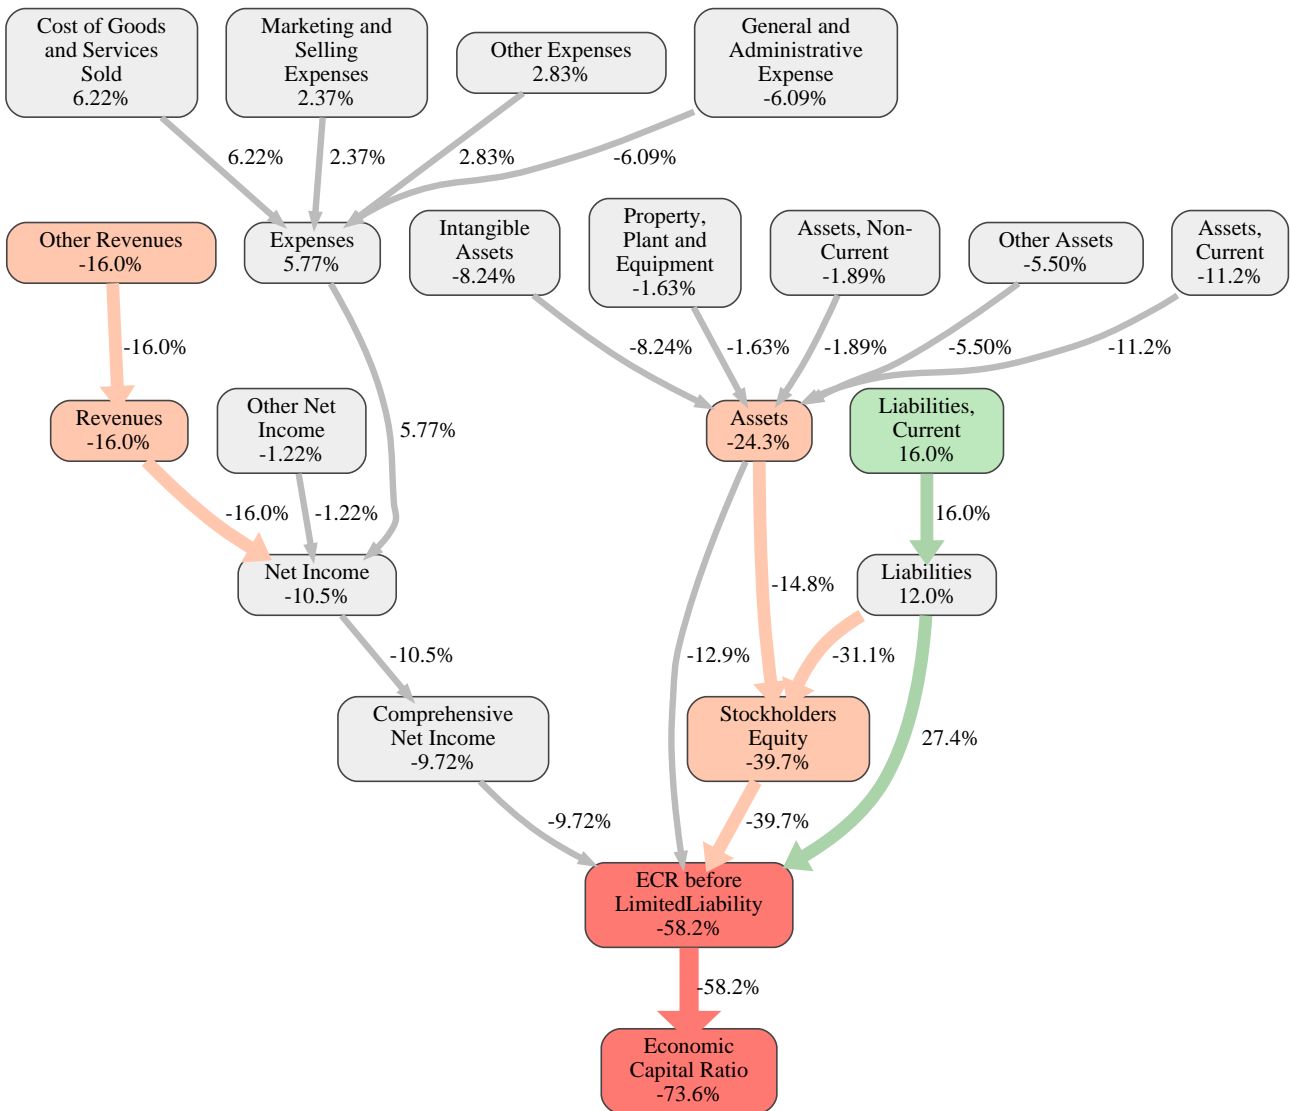 Cost of Goods
and Services
Sold
6.22%
Marketing and
Selling
Expenses
2.37%
Other Expenses
2.83%
General and
Administrative
Expense
-6.09%
6.22%
2.37%
2.83%
-6.09%
Other Revenues
-16.0%
Expenses
5.77%
Intangible
Assets
-8.24%
Property,
Plant and
Equipment
-1.63%
Assets, Non-
Current
-1.89%
Other Assets
-5.50%
Assets,
Current
-11.2%
-16.0%
-8.24%
-1.63%
-1.89%
-5.50%
-11.2%
Revenues
-16.0%
Other Net
Income
-1.22%
5.77%
Assets
-24.3%
Liabilities,
Current
16.0%
-16.0%
-1.22%
16.0%
Net Income
-10.5%
-14.8%
Liabilities
12.0%
-10.5%
-12.9%
-31.1%
Comprehensive
Net Income
-9.72%
Stockholders
Equity
-39.7%
27.4%
-9.72%
-39.7%
ECR before
LimitedLiability
-58.2%
-58.2%
Economic
Capital Ratio
-73.6%